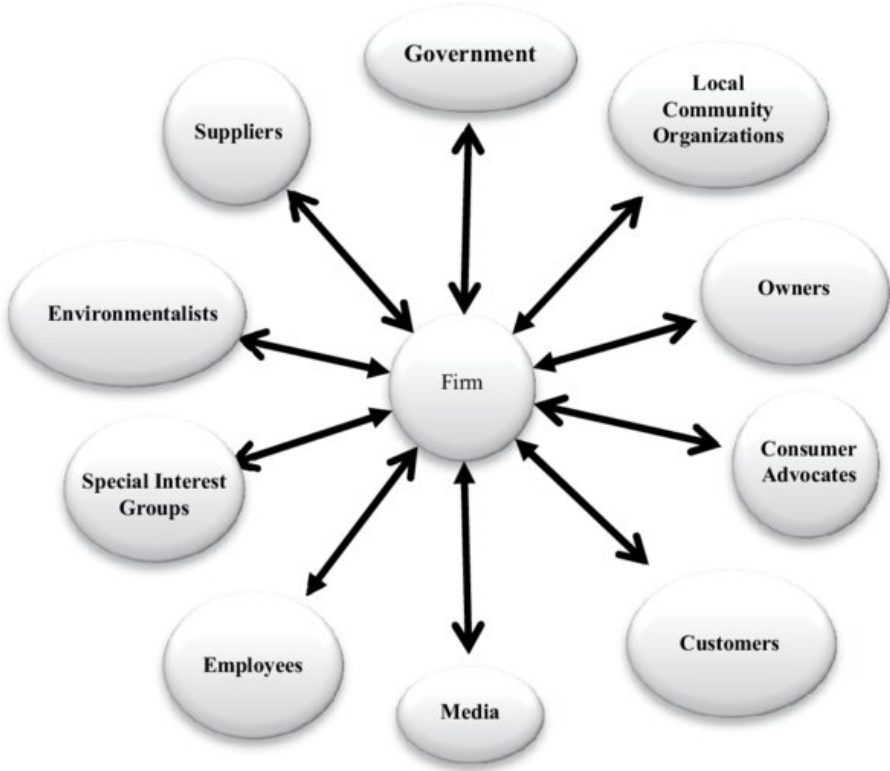 Government
Local
Community
Organizations
Suppliers
Owners
Environmentalists
Firm
Consumer
Advocates
Special Interest
Groups
Customers
Employees
Media